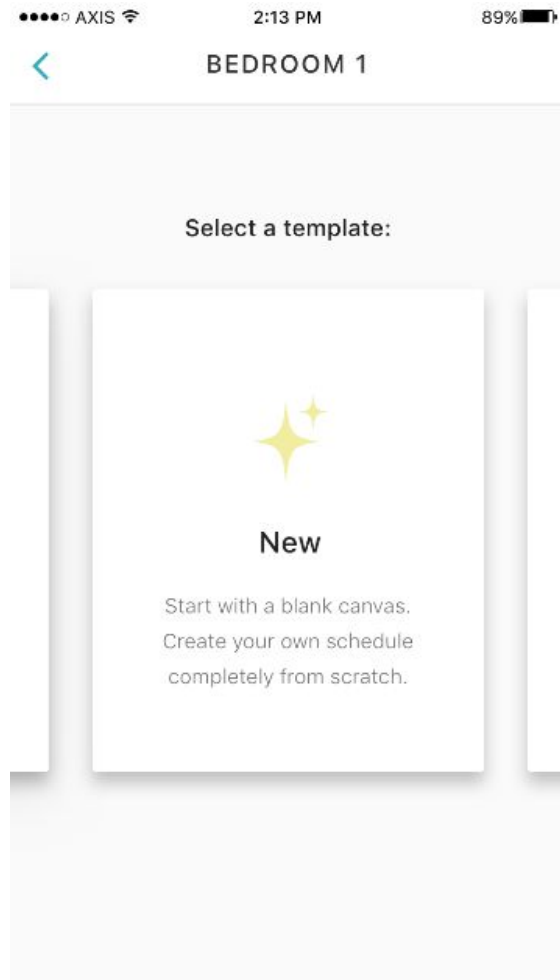 AXIS 2:13 PM 89%
BEDROOM 1
Select a template:
New
Start with a blank canvas.
Create your own schedule
completely from scratch.